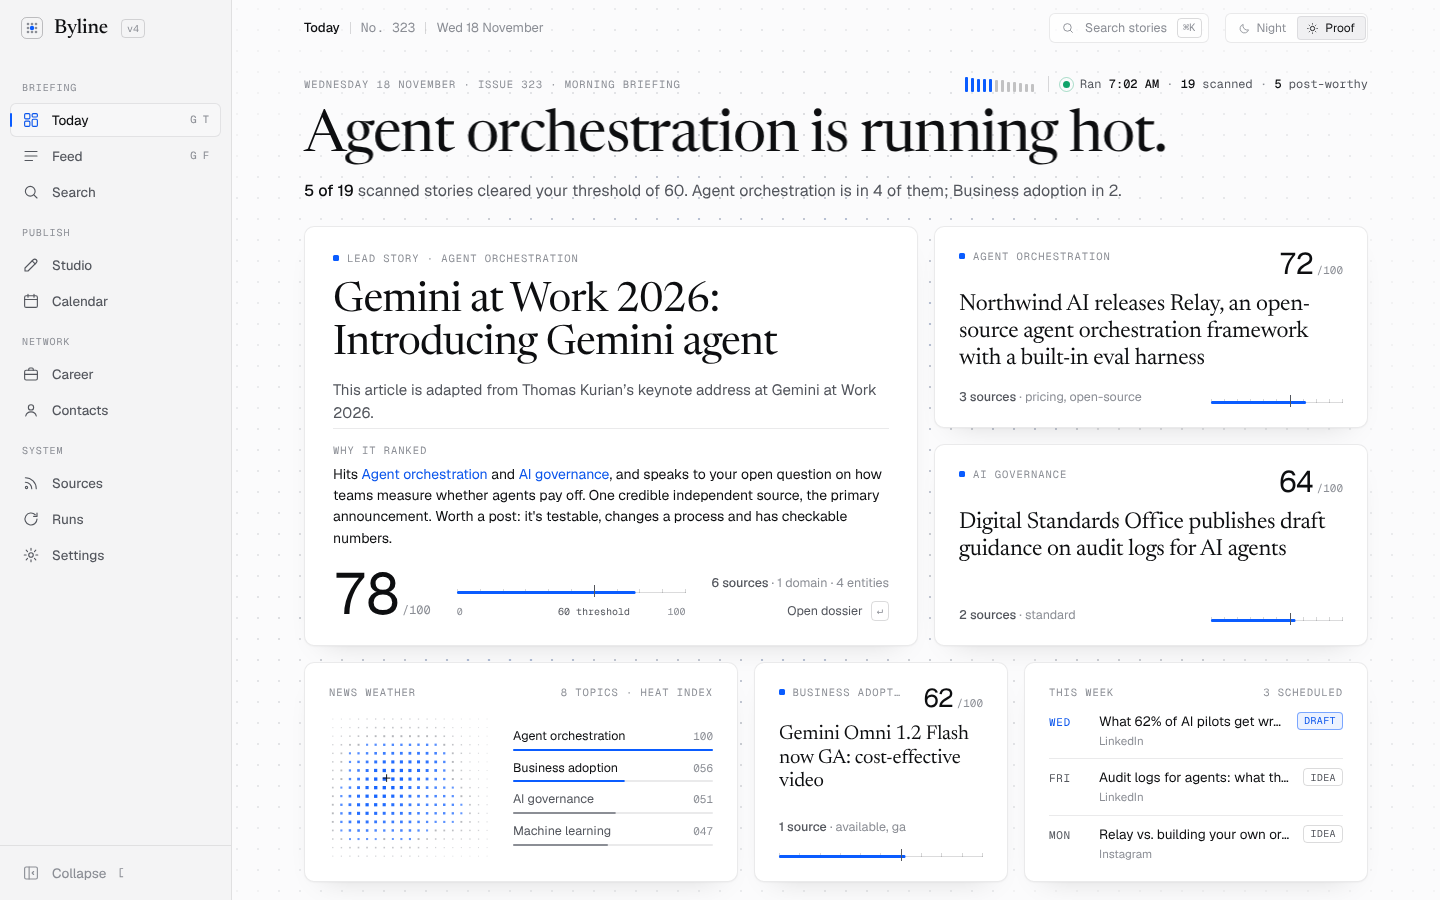 Byline v4
BRIEFING
Today G T
Feed G F
Search
PUBLISH
Studio
Calendar
NETWORK
Career
Contacts
SYSTEM
Sources
Runs
Settings
Collapse [
Today No. 323 Wed 18 November
Search stories ⌘K
Night Proof
WEDNESDAY 18 NOVEMBER · ISSUE 323 · MORNING BRIEFING
Ran 7:02 AM · 19 scanned · 5 post-worthy
Agent orchestration is running hot.
5 of 19 scanned stories cleared your threshold of 60. Agent orchestration is in 4 of them; Business adoption in 2.
LEAD STORY · AGENT ORCHESTRATION
Gemini at Work 2026:
Introducing Gemini agent
This article is adapted from Thomas Kurian’s keynote address at Gemini at Work
2026.
WHY IT RANKED
Hits Agent orchestration and AI governance, and speaks to your open question on how
teams measure whether agents pay off. One credible independent source, the primary
announcement. Worth a post: it's testable, changes a process and has checkable
numbers.
78 /100
0 60 threshold 100
6 sources · 1 domain · 4 entities
Open dossier ↵
AGENT ORCHESTRATION
72 /100
Northwind AI releases Relay, an open-
source agent orchestration framework
with a built-in eval harness
3 sources · pricing, open-source
AI GOVERNANCE
64 /100
Digital Standards Office publishes draft
guidance on audit logs for AI agents
2 sources · standard
NEWS WEATHER 8 TOPICS · HEAT INDEX
Agent orchestration 100
Business adoption 056
AI governance 051
Machine learning 047
BUSINESS ADOPT…
62 /100
Gemini Omni 1.2 Flash
now GA: cost-effective
video
1 source · available, ga
THIS WEEK 3 SCHEDULED
WED What 62% of AI pilots get wr… DRAFT
LinkedIn
FRI Audit logs for agents: what th… IDEA
LinkedIn
MON Relay vs. building your own or… IDEA
Instagram